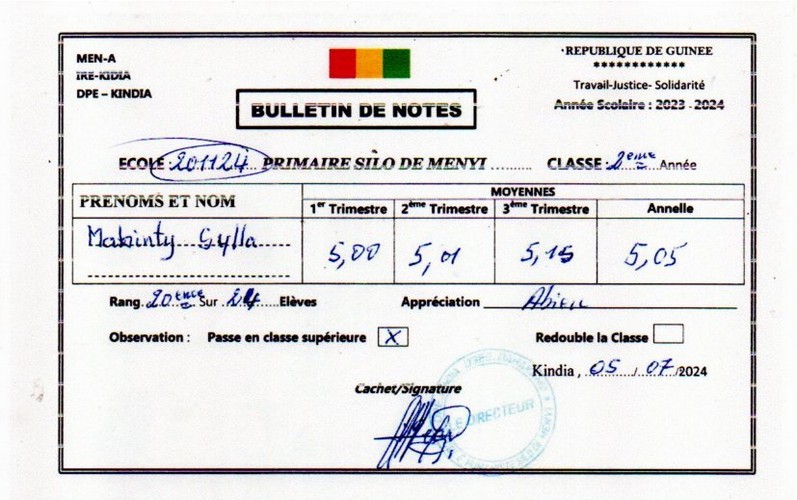 MEN-A
IRE-KIDIA
DPE – KINDIA
REPUBLIQUE DE GUINEE
************
Travail-Justice- Solidarité
Année Scolaire : 2023 - 2024
BULLETIN DE NOTES
ECOLE : 201124 PRIMAIRE SILO DE MENYI .......... CLASSE : 2ème Année
PRENOMS ET NOM
MOYENNES
1er Trimestre 2ème Trimestre 3ème Trimestre Annelle
Mabinty Sylla 5,00 5,01 5,15 5,05
Rang 20ème Sur 24 Elèves Appréciation
Observation : Passe en classe supérieure X Redouble la Classe
Kindia , 05 / 07 /2024
Cachet/Signature
LE DIRECTEUR